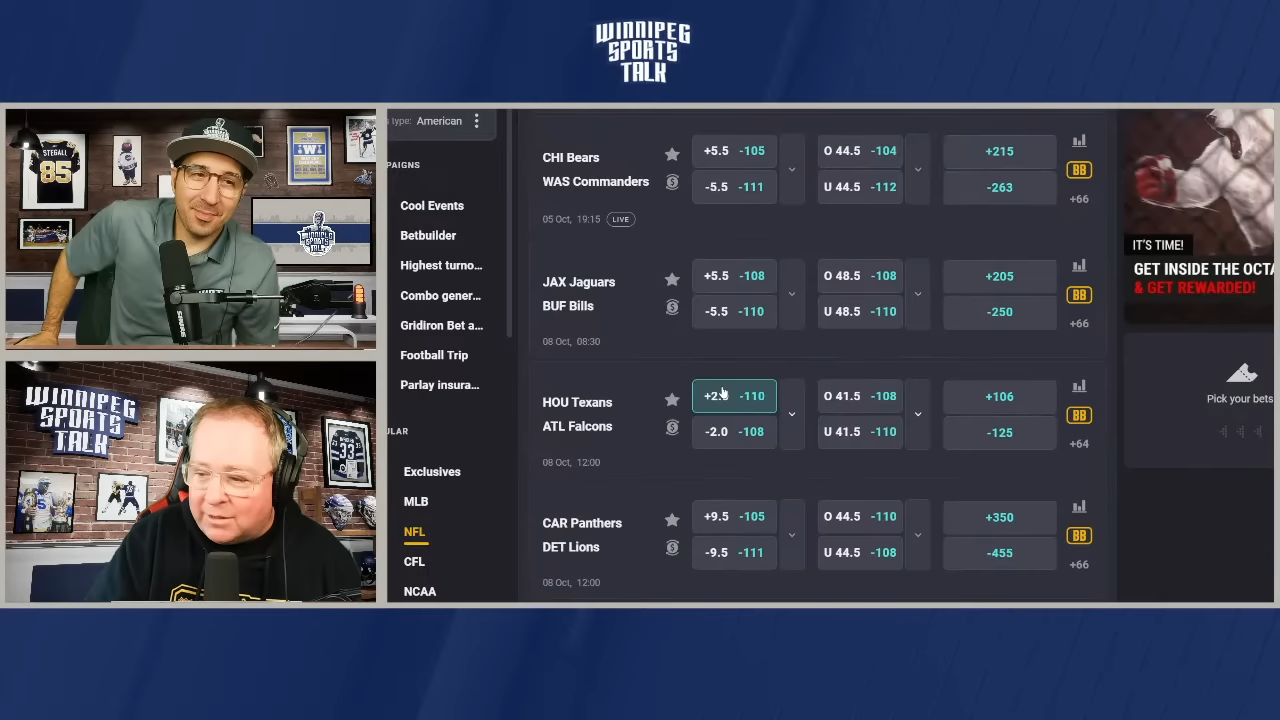 WINNIPEG
SPORTS
TALK
STEGALL
85
W
WINNIPEG
SPORTS
TALK
33
SHURE
s type: American
PAIGNS
Cool Events
Betbuilder
Highest turno...
Combo gener...
Gridiron Bet a...
Football Trip
Parlay insura...
ULAR
Exclusives
MLB
NFL
CFL
NCAA
CHI Bears
WAS Commanders
05 Oct, 19:15 LIVE
+5.5 -105
-5.5 -111
O 44.5 -104
U 44.5 -112
+215
-263
BB
+66
JAX Jaguars
BUF Bills
08 Oct, 08:30
+5.5 -108
-5.5 -110
O 48.5 -108
U 48.5 -110
+205
-250
BB
+66
HOU Texans
ATL Falcons
08 Oct, 12:00
+2. -110
-2.0 -108
O 41.5 -108
U 41.5 -110
+106
-125
BB
+64
CAR Panthers
DET Lions
08 Oct, 12:00
+9.5 -105
-9.5 -111
O 44.5 -110
U 44.5 -108
+350
-455
BB
+66
IT'S TIME!
GET INSIDE THE OCTA
& GET REWARDED!
Pick your bets